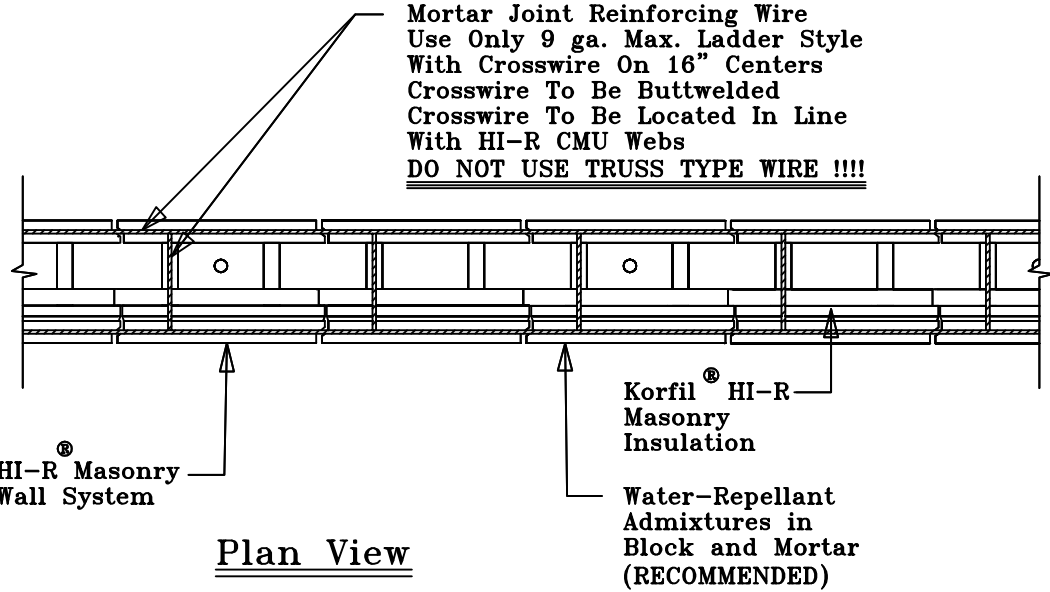 Mortar Joint Reinforcing Wire
Use Only 9 ga. Max. Ladder Style
With Crosswire On 16” Centers
Crosswire To Be Buttwelded
Crosswire To Be Located In Line
With HI-R CMU Webs
DO NOT USE TRUSS TYPE WIRE !!!!
Korfil® HI-R
Masonry
Insulation
HI-R® Masonry
Wall System
Water-Repellant
Admixtures in
Block and Mortar
(RECOMMENDED)
Plan View